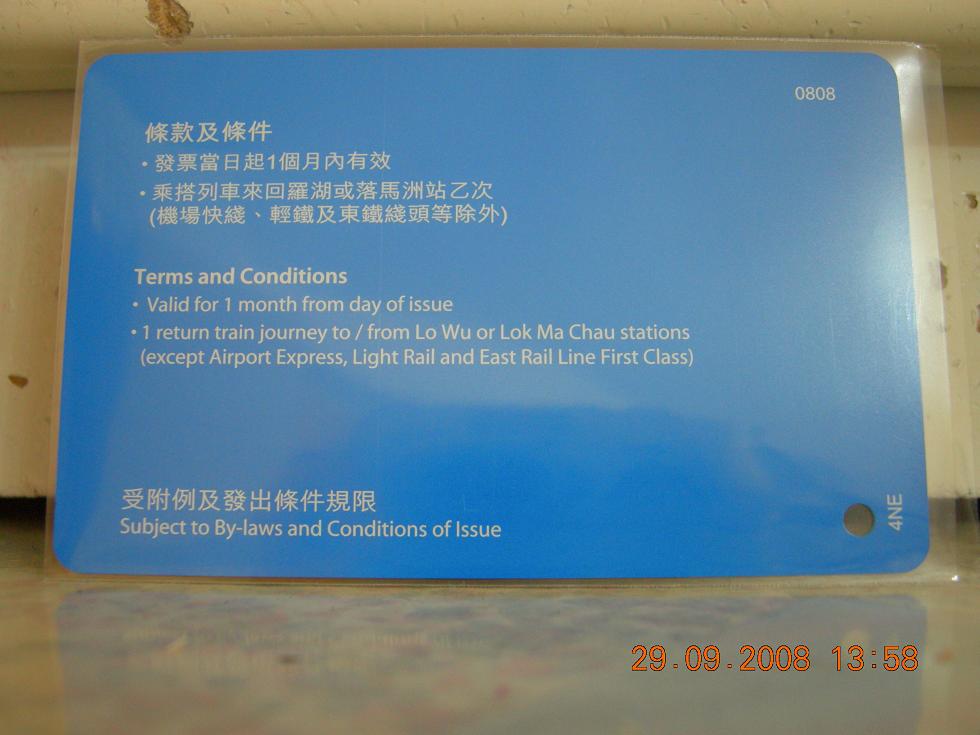 0808
條款及條件
・發票當日起1個月內有效
・乘搭列車來回羅湖或落馬洲站乙次
(機場快綫、輕鐵及東鐵綫頭等除外)
Terms and Conditions
• Valid for 1 month from day of issue
• 1 return train journey to / from Lo Wu or Lok Ma Chau stations
(except Airport Express, Light Rail and East Rail Line First Class)
受附例及發出條件規限
Subject to By-laws and Conditions of Issue
4NE
29.09.2008 13:58